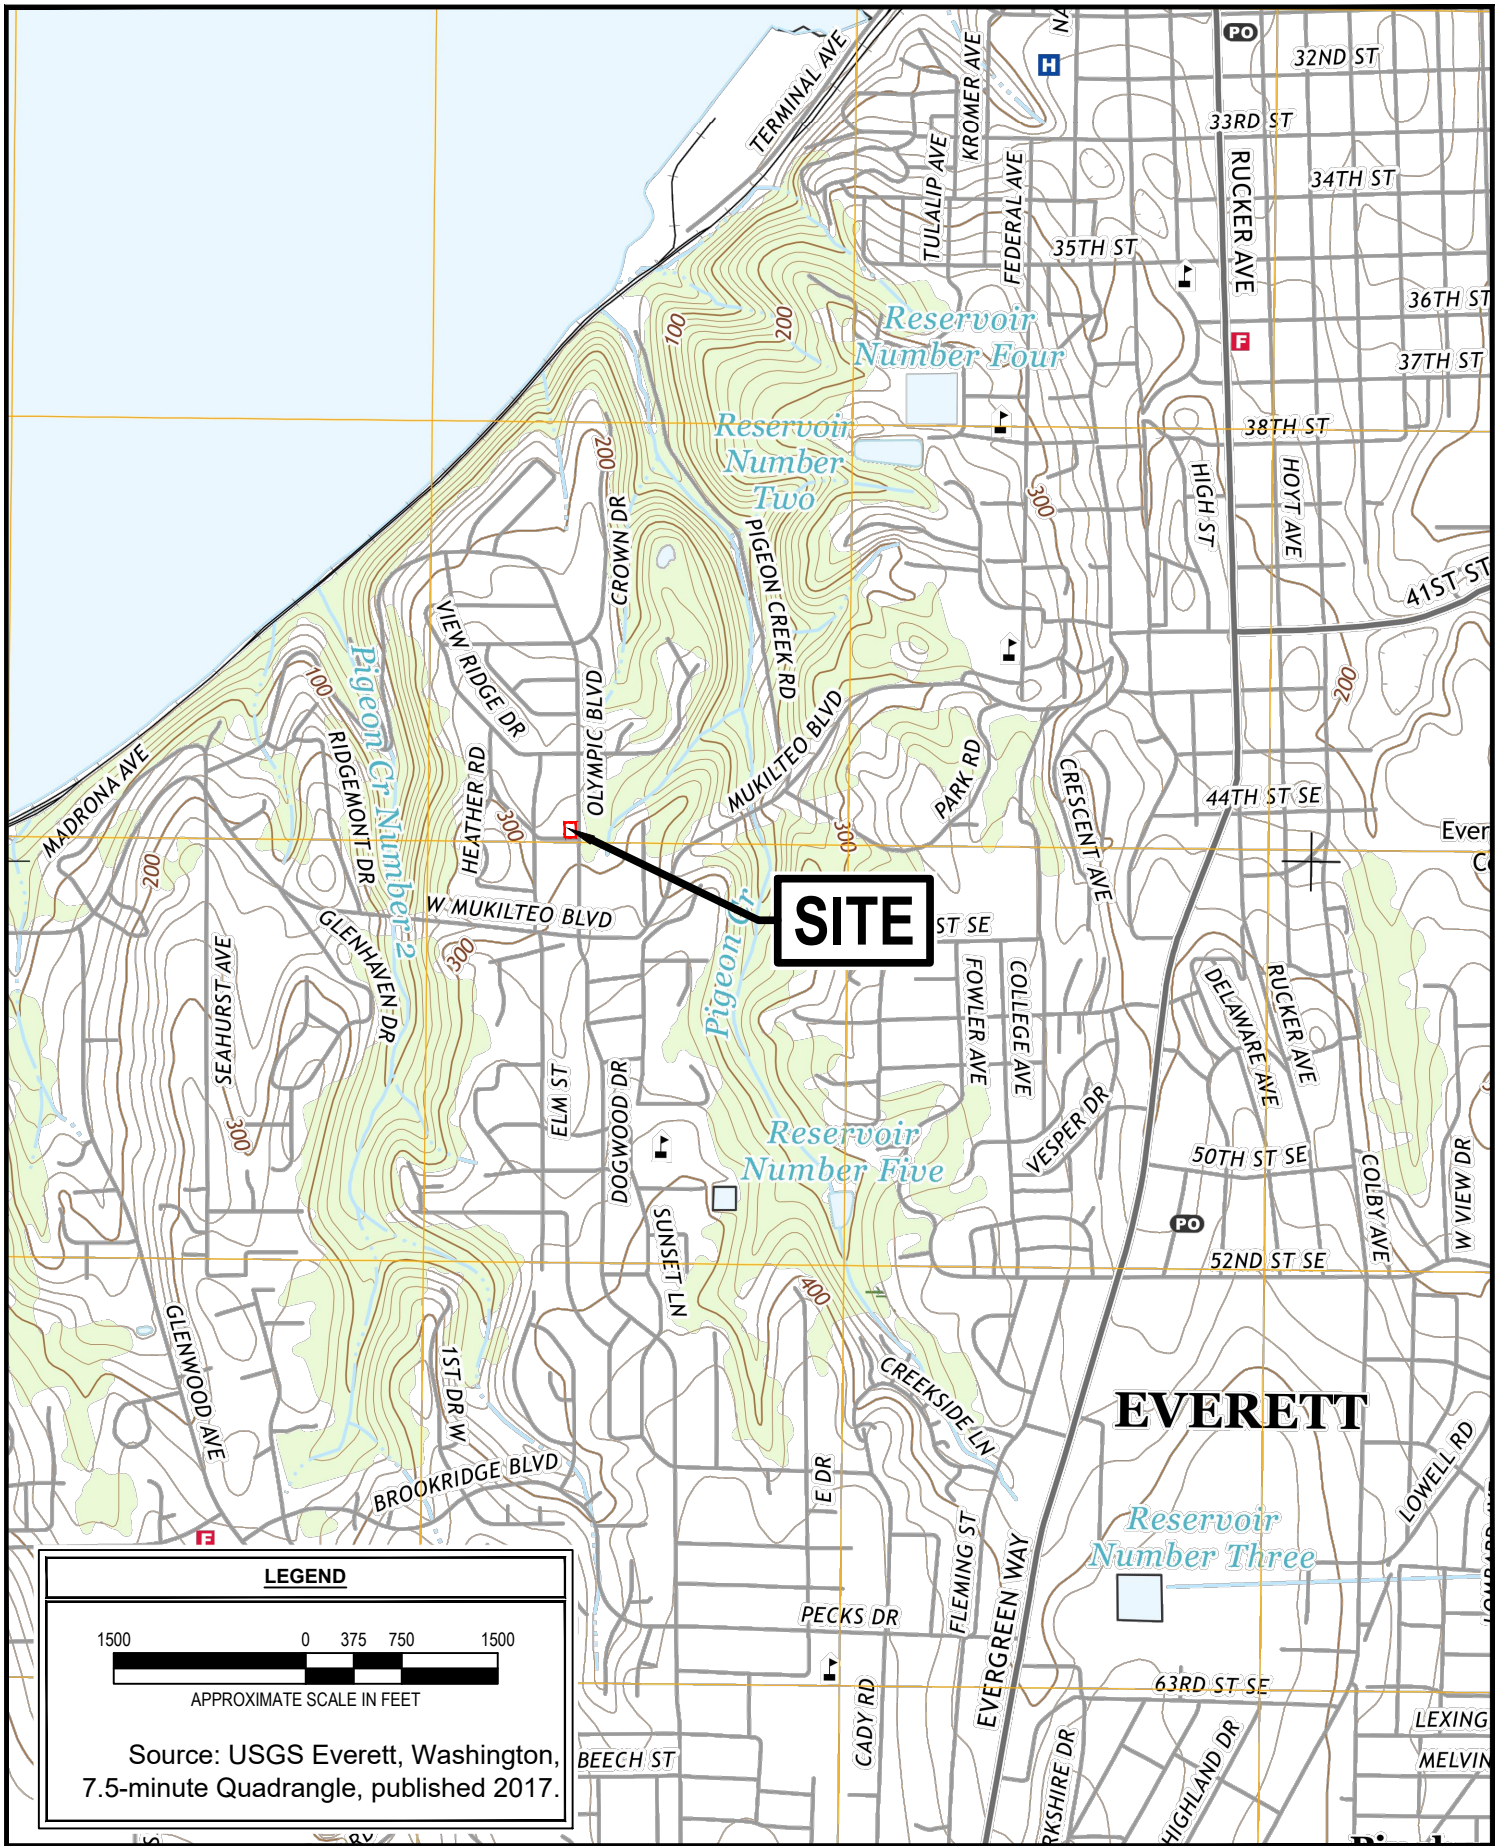 TERMINAL AVE
NA
PO
H
KROMER AVE
32ND ST
33RD ST
TULALIP AVE
FEDERAL AVE
RUCKER AVE
34TH ST
35TH ST
36TH ST
37TH ST
F
100
200
Reservoir
Number Four
Reservoir
Number
Two
38TH ST
200
300
HIGH ST
HOYT AVE
CROWN DR
PIGEON CREEK RD
41ST ST
VIEW RIDGE DR
Pigeon Cr Number 2
100
OLYMPIC BLVD
200
MUKILTEO BLVD
RIDGEMONT DR
HEATHER RD
PARK RD
CRESCENT AVE
MADRONA AVE
44TH ST SE
300
300
200
Ever
Co
W MUKILTEO BLVD
SITE
ST SE
Pigeon Cr
GLENHAVEN DR
300
SEAHURST AVE
FOWLER AVE
COLLEGE AVE
DELAWARE AVE
RUCKER AVE
ELM ST
DOGWOOD DR
300
VESPER DR
Reservoir
Number Five
50TH ST SE
COLBY AVE
W VIEW DR
PO
SUNSET LN
52ND ST SE
400
GLENWOOD AVE
1ST DR W
CREEKSIDE LN
EVERETT
LOWELL RD
BROOKRIDGE BLVD
E DR
F
FLEMING ST
EVERGREEN WAY
Reservoir
Number Three
LOMBARD AVE
LEGEND
1500 0 375 750 1500
APPROXIMATE SCALE IN FEET
Source: USGS Everett, Washington,
7.5-minute Quadrangle, published 2017.
PECKS DR
CADY RD
63RD ST SE
BEECH ST
RKSHIRE DR
HIGHLAND DR
LEXING
MELVIN